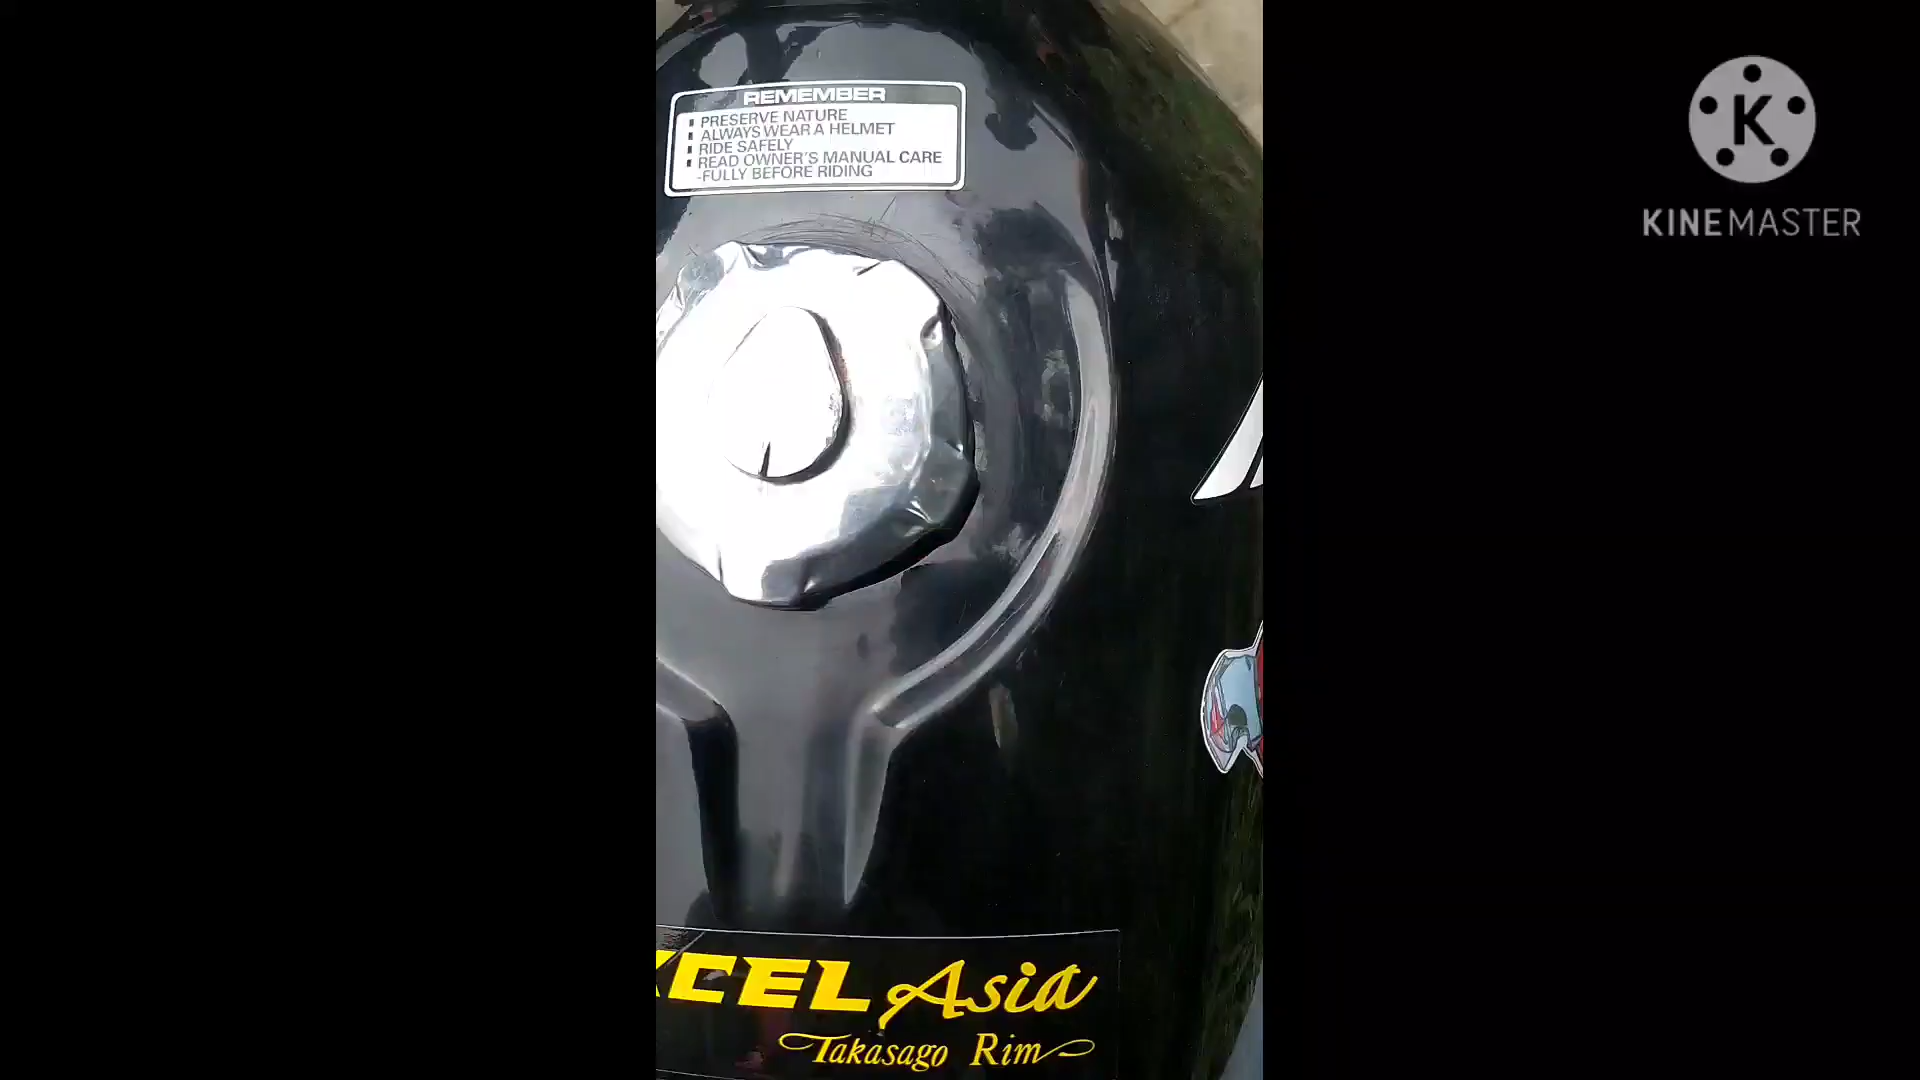 REMEMBER
PRESERVE NATURE
ALWAYS WEAR A HELMET
RIDE SAFELY
READ OWNER'S MANUAL CARE
-FULLY BEFORE RIDING
K
KINEMASTER
XCEL Asia
Takasago Rim